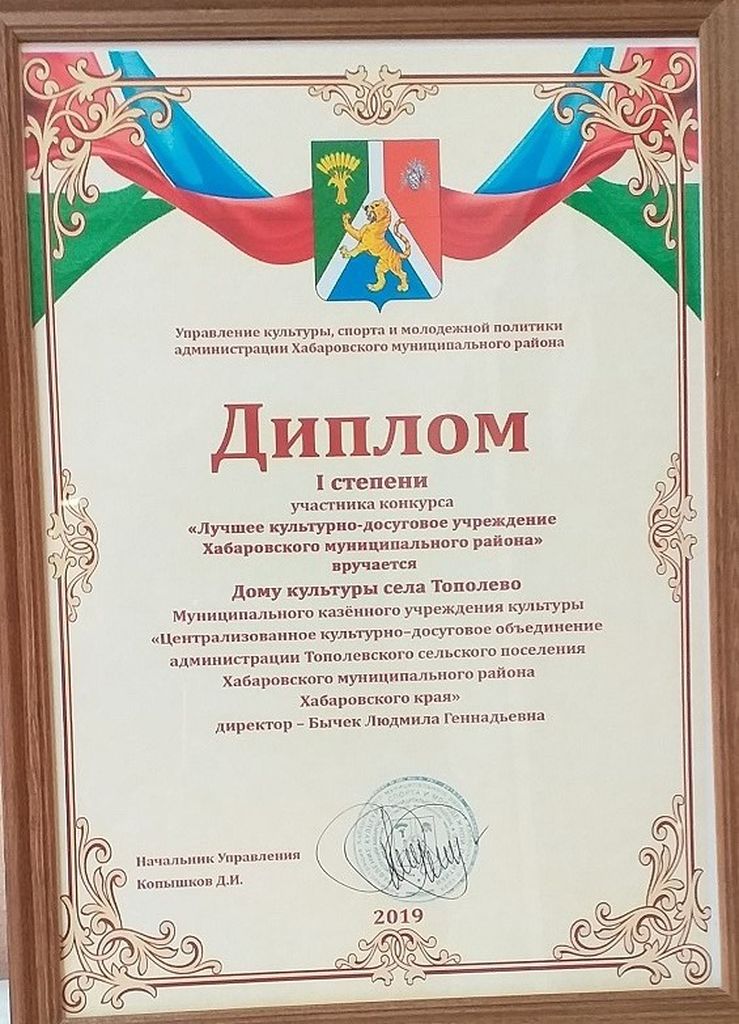 Управление культуры, спорта и молодежной политики
администрации Хабаровского муниципального района
Диплом
I степени
участника конкурса
«Лучшее культурно-досуговое учреждение
Хабаровского муниципального района»
вручается
Дому культуры села Тополево
Муниципального казённого учреждения культуры
«Централизованное культурно–досуговое объединение
администрации Тополевского сельского поселения
Хабаровского муниципального района
Хабаровского края»
директор – Бычек Людмила Геннадьевна
Начальник Управления
Копышков Д.И.
2019